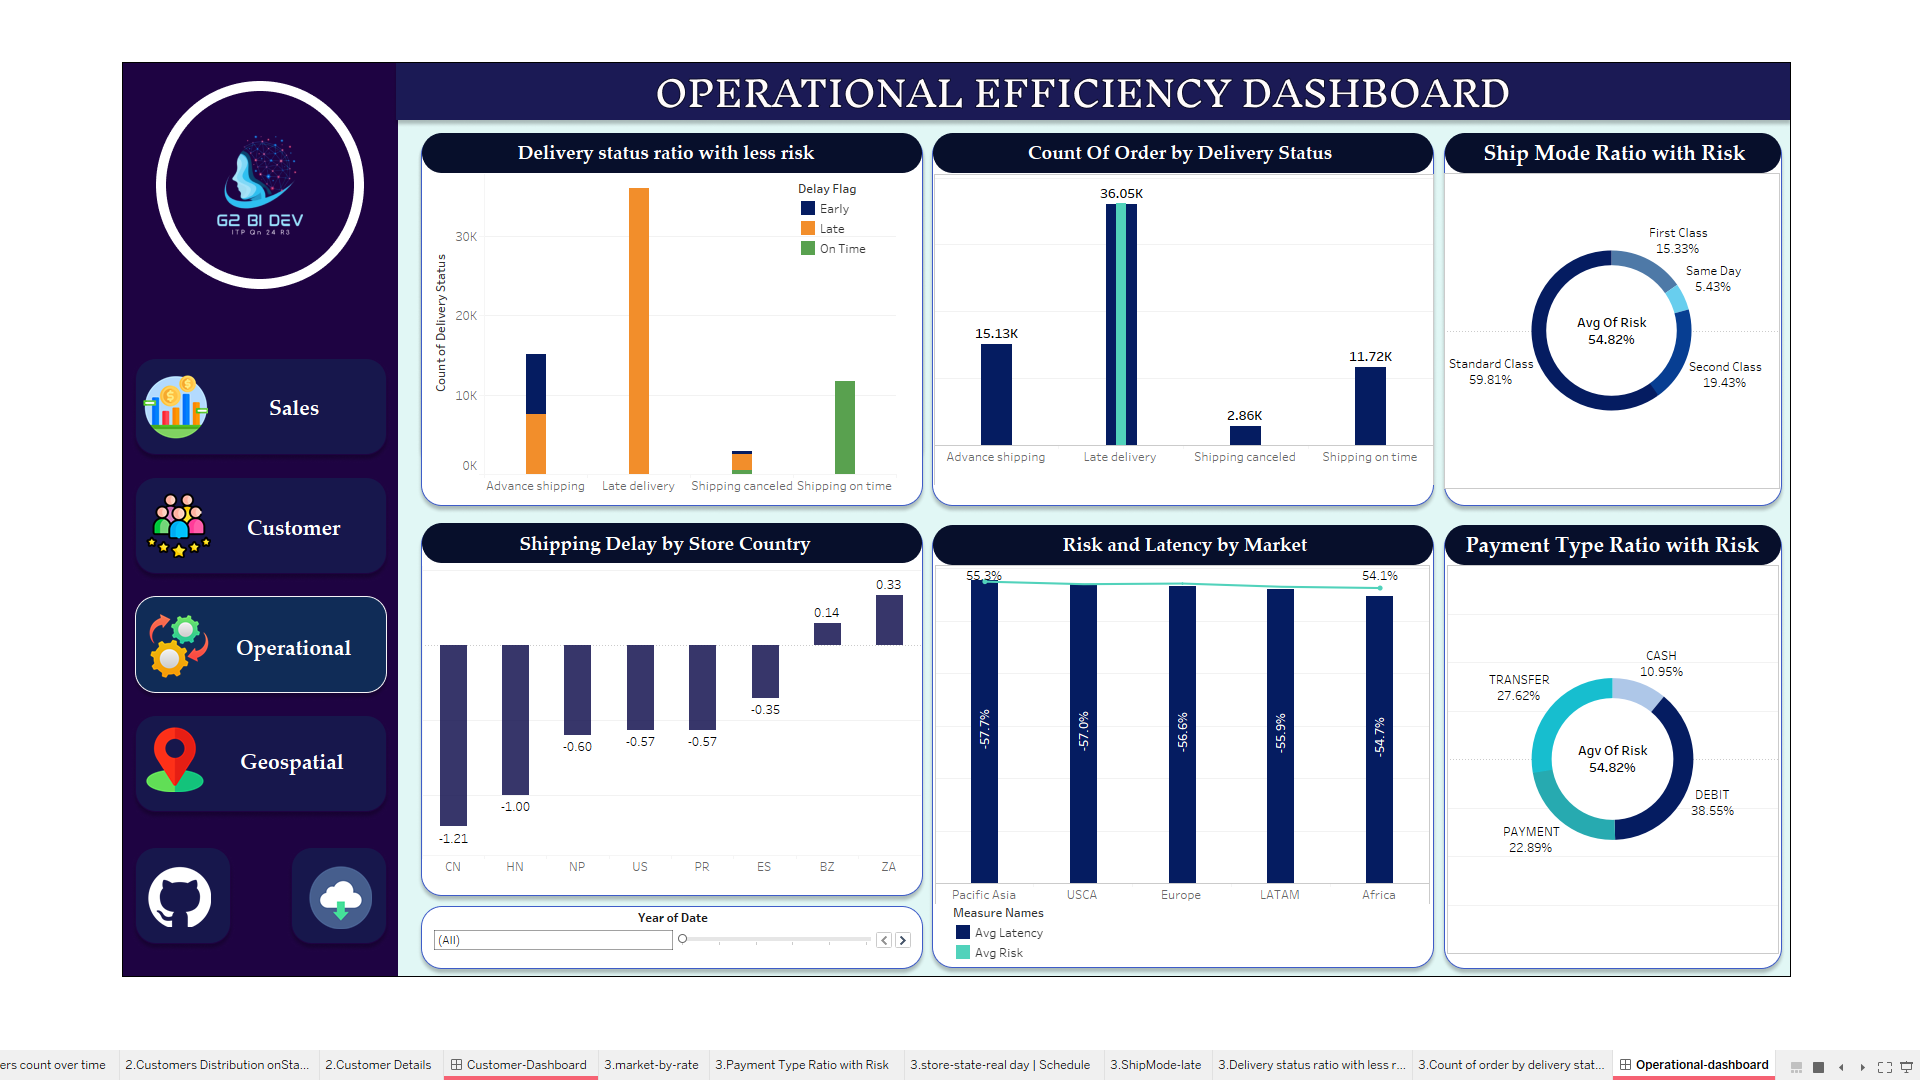 OPERATIONAL EFFICIENCY DASHBOARD
G2 BI DEV
ITP Qn 24 R3
Sales
Customer
Operational
Geospatial
Delivery status ratio with less risk
Delay Flag
Early
Late
On Time
Count of Delivery Status
30K
20K
10K
0K
Advance shipping
Late delivery
Shipping canceled
Shipping on time
Count Of Order by Delivery Status
36.05K
15.13K
11.72K
2.86K
Advance shipping
Late delivery
Shipping canceled
Shipping on time
Ship Mode Ratio with Risk
First Class
15.33%
Same Day
5.43%
Avg Of Risk
54.82%
Standard Class
59.81%
Second Class
19.43%
Shipping Delay by Store Country
0.33
0.14
-0.35
-0.60
-0.57
-0.57
-1.00
-1.21
CN
HN
NP
US
PR
ES
BZ
ZA
Year of Date
(All)
Risk and Latency by Market
55.3%
54.1%
-57.7%
-57.0%
-56.6%
-55.9%
-54.7%
Pacific Asia
USCA
Europe
LATAM
Africa
Measure Names
Avg Latency
Avg Risk
Payment Type Ratio with Risk
CASH
10.95%
TRANSFER
27.62%
Agv Of Risk
54.82%
DEBIT
38.55%
PAYMENT
22.89%
ers count over time
2.Customers Distribution onSta...
2.Customer Details
Customer-Dashboard
3.market-by-rate
3.Payment Type Ratio with Risk
3.store-state-real day | Schedule
3.ShipMode-late
3.Delivery status ratio with less r...
3.Count of order by delivery stat...
Operational-dashboard